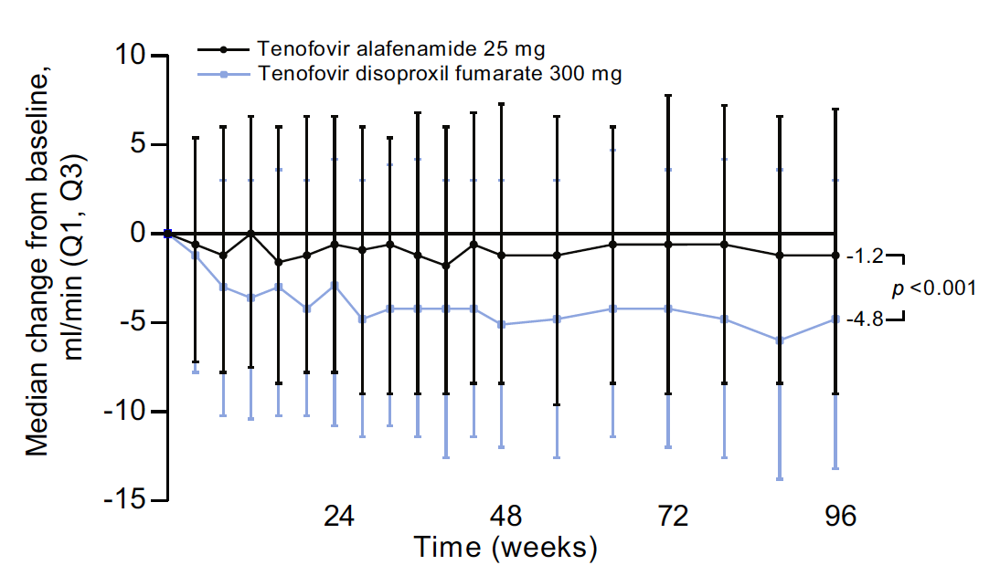 Tenofovir alafenamide 25 mg
Tenofovir disoproxil fumarate 300 mg
Median change from baseline,
ml/min (Q1, Q3)
10
5
0
-5
-10
-15
-1.2
p <0.001
-4.8
24 48 72 96
Time (weeks)